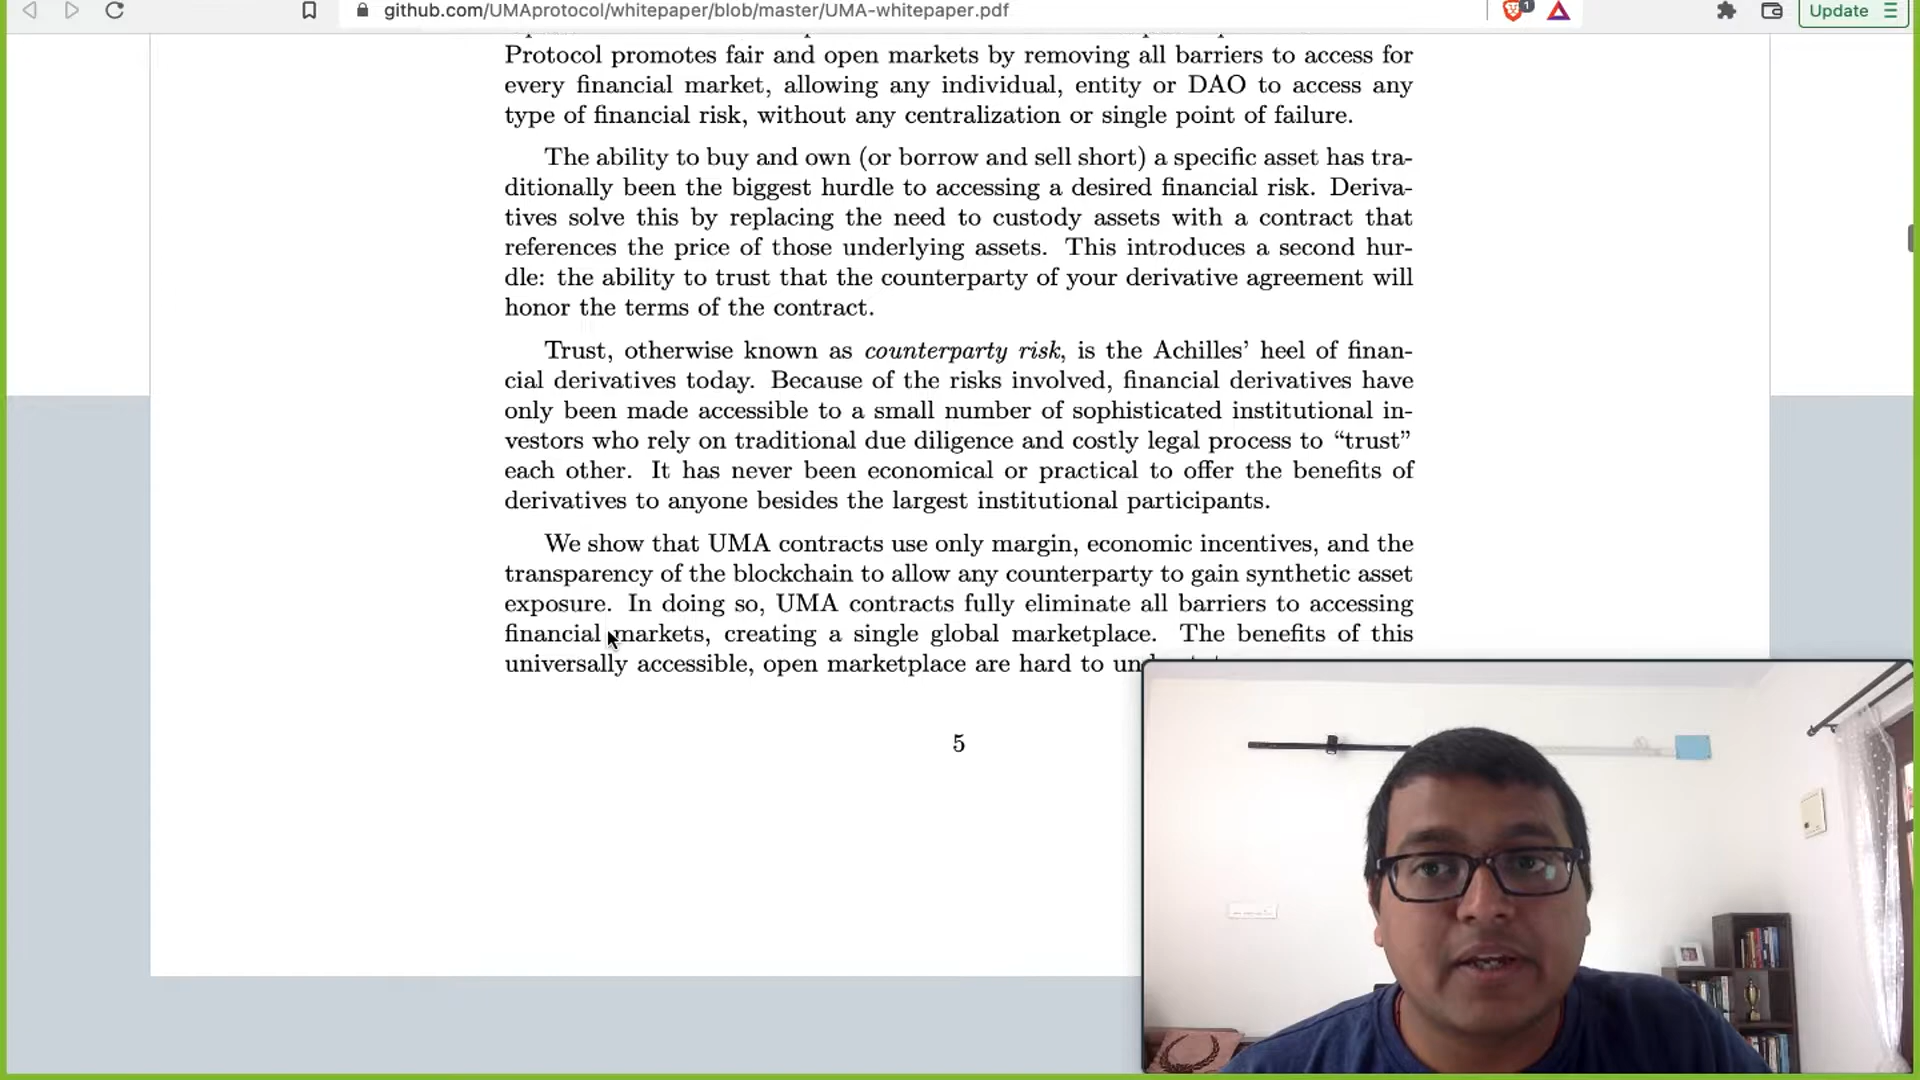 github.com/UMAprotocol/whitepaper/blob/master/UMA-whitepaper.pdf
1
Update
Protocol promotes fair and open markets by removing all barriers to access for
every financial market, allowing any individual, entity or DAO to access any
type of financial risk, without any centralization or single point of failure.
The ability to buy and own (or borrow and sell short) a specific asset has tra-
ditionally been the biggest hurdle to accessing a desired financial risk. Deriva-
tives solve this by replacing the need to custody assets with a contract that
references the price of those underlying assets. This introduces a second hur-
dle: the ability to trust that the counterparty of your derivative agreement will
honor the terms of the contract.
Trust, otherwise known as counterparty risk, is the Achilles’ heel of finan-
cial derivatives today. Because of the risks involved, financial derivatives have
only been made accessible to a small number of sophisticated institutional in-
vestors who rely on traditional due diligence and costly legal process to “trust”
each other. It has never been economical or practical to offer the benefits of
derivatives to anyone besides the largest institutional participants.
We show that UMA contracts use only margin, economic incentives, and the
transparency of the blockchain to allow any counterparty to gain synthetic asset
exposure. In doing so, UMA contracts fully eliminate all barriers to accessing
financial markets, creating a single global marketplace. The benefits of this
universally accessible, open marketplace are hard to
5